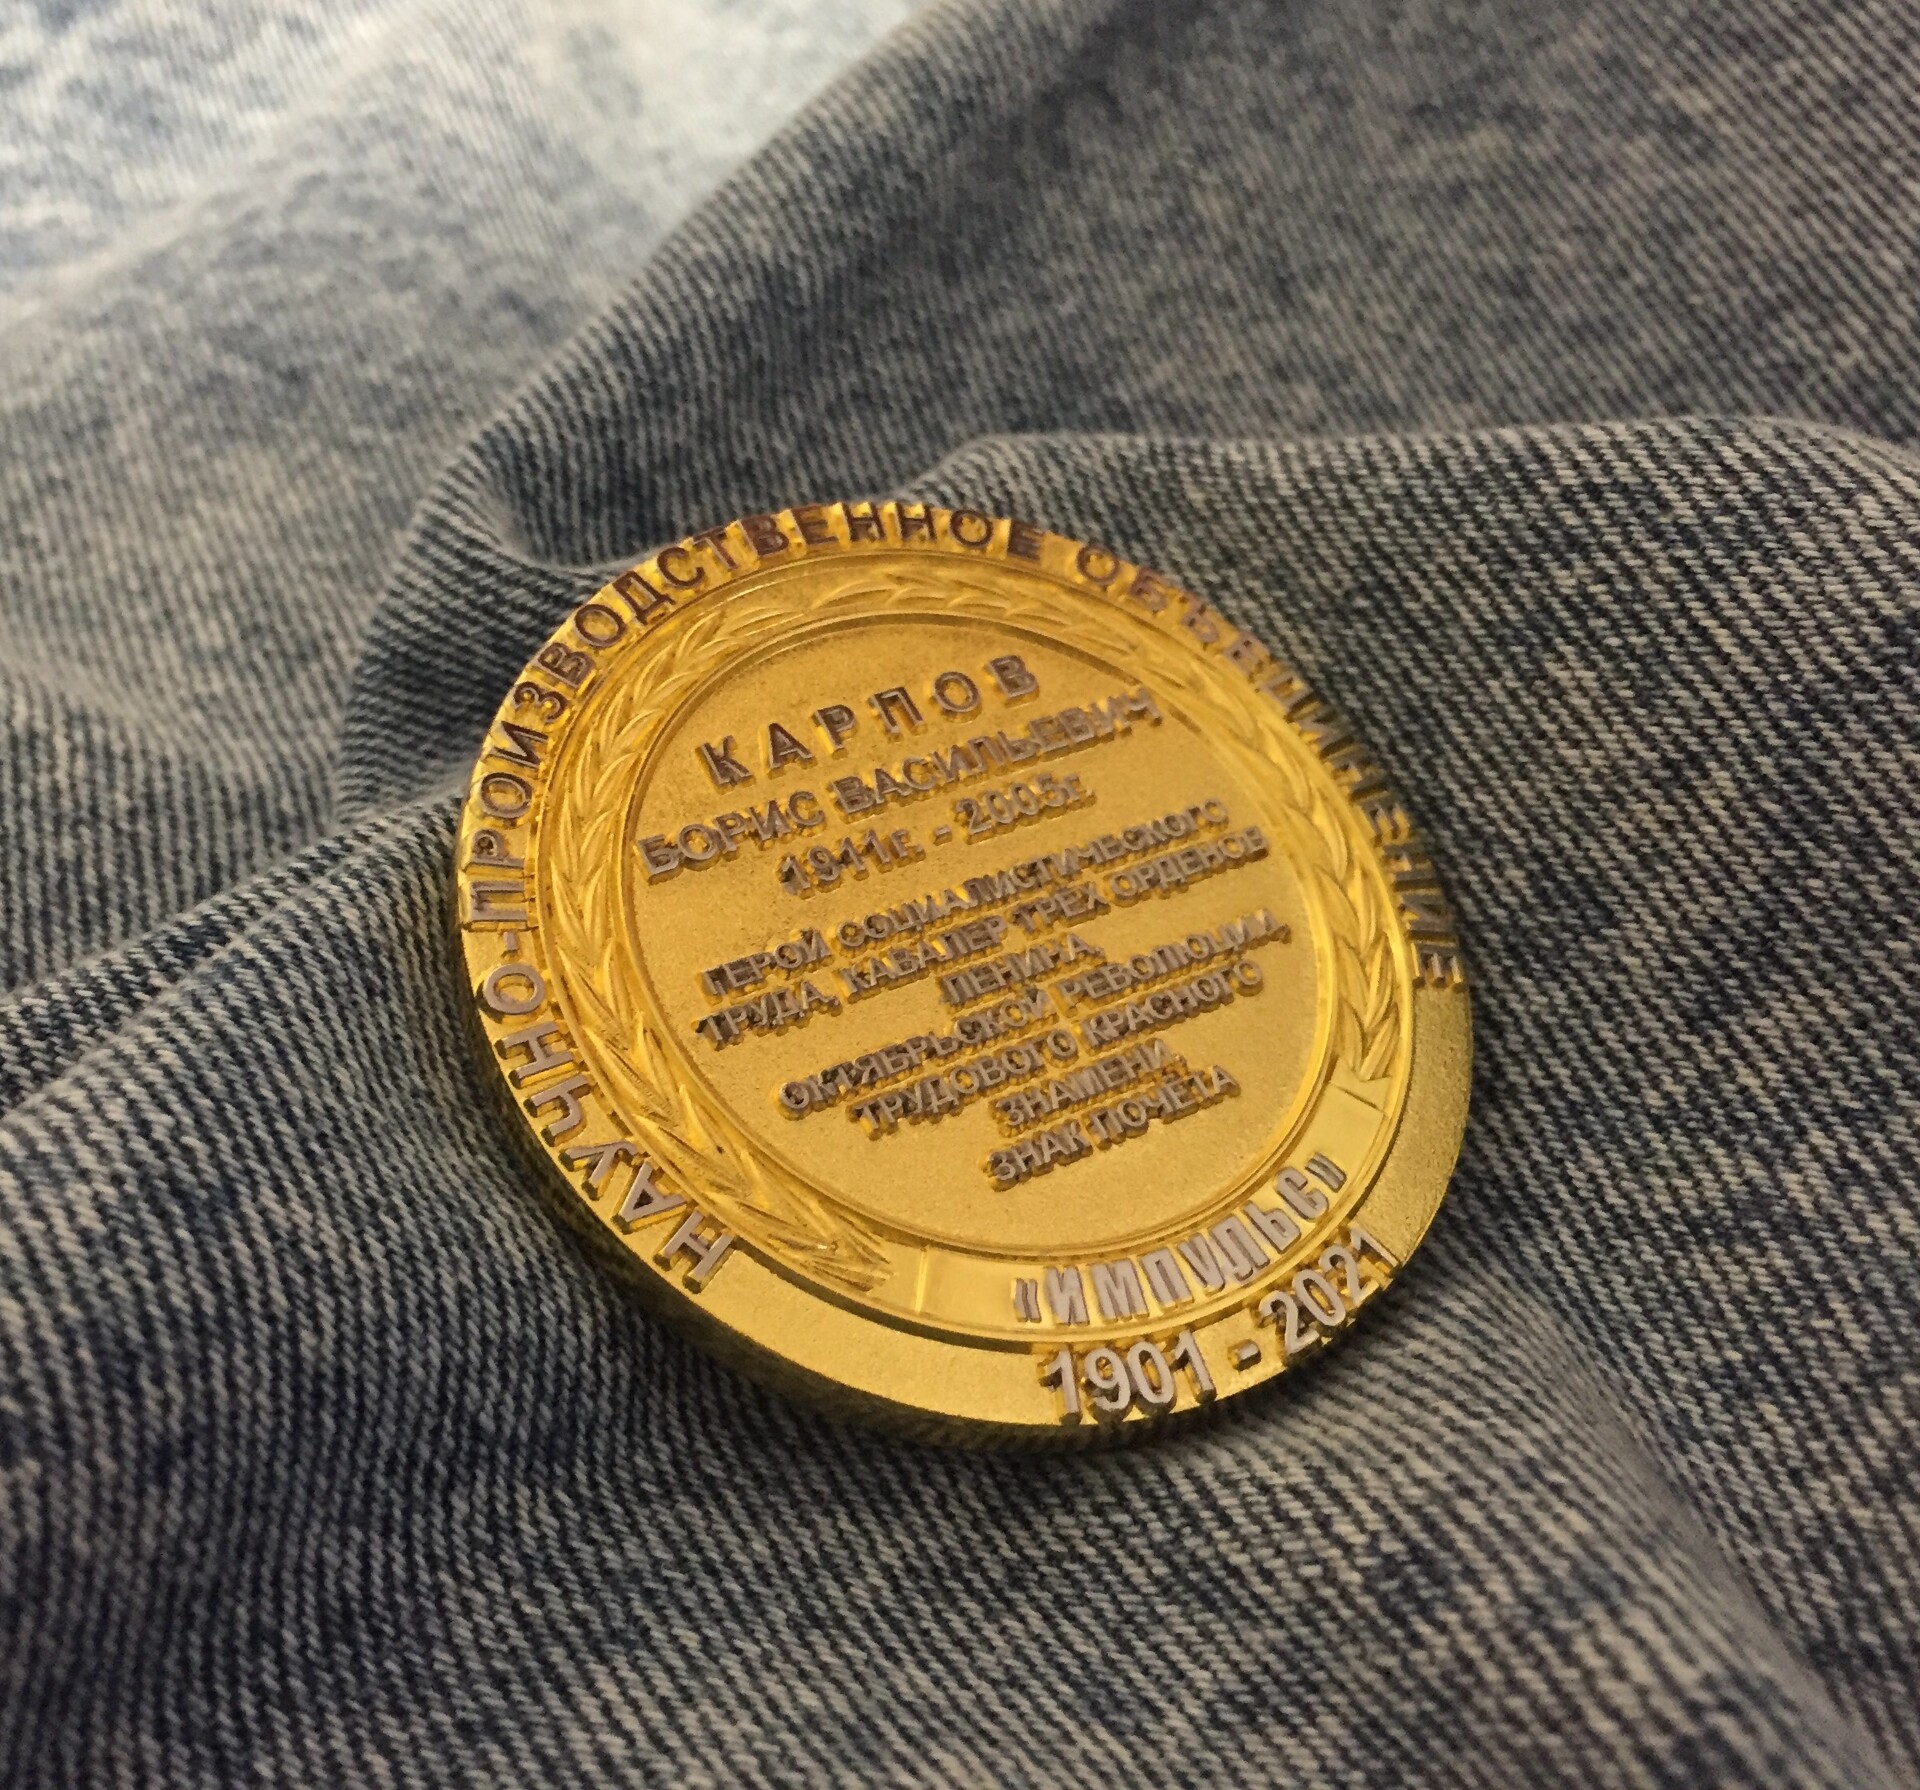 НАУЧНО-ПРОИЗВОДСТВЕННОЕ ОБЪЕДИНЕНИЕ
КАРПОВ
БОРИС ВАСИЛЬЕВИЧ
1911г. - 2005г.
ГЕРОЙ СОЦИАЛИСТИЧЕСКОГО
ТРУДА, КАВАЛЕР ТРЁХ ОРДЕНОВ
ЛЕНИНА,
ОКТЯБРЬСКОЙ РЕВОЛЮЦИИ,
ТРУДОВОГО КРАСНОГО
ЗНАМЕНИ,
ЗНАК ПОЧЁТА
«ИМПУЛЬС»
1901 - 2021